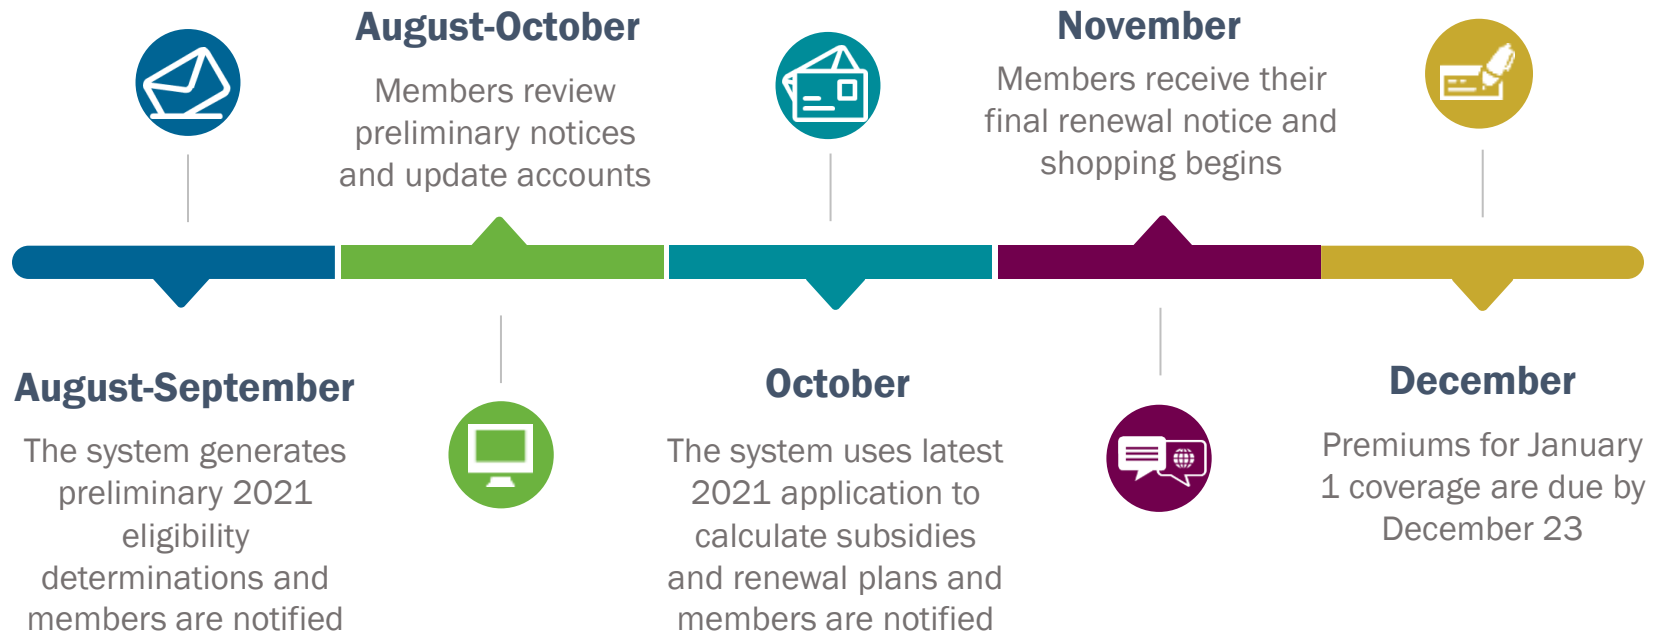 August-September
The system generates
preliminary 2021
eligibility
determinations and
members are notified
August-October
Members review
preliminary notices
and update accounts
October
The system uses latest
2021 application to
calculate subsidies
and renewal plans and
members are notified
November
Members receive their
final renewal notice and
shopping begins
December
Premiums for January
1 coverage are due by
December 23